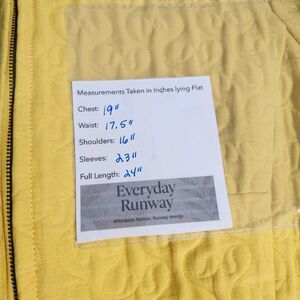 Measurements Taken in Inches lying Flat
Chest: 19"
Waist: 17.5"
Shoulders: 16"
Sleeves: 23"
Full Length: 24"
Everyday
Runway
Affordable fashion, Runway energy